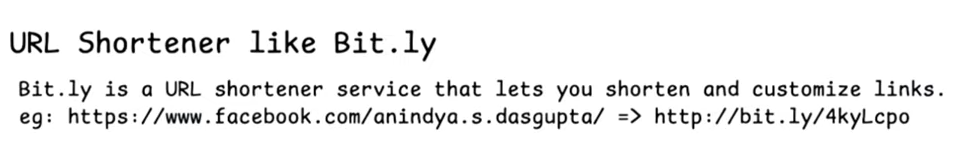 URL Shortener like Bit.ly
Bit.ly is a URL shortener service that lets you shorten and customize links.
eg: https://www.facebook.com/anindya.s.dasgupta/ => http://bit.ly/4kyLcpo